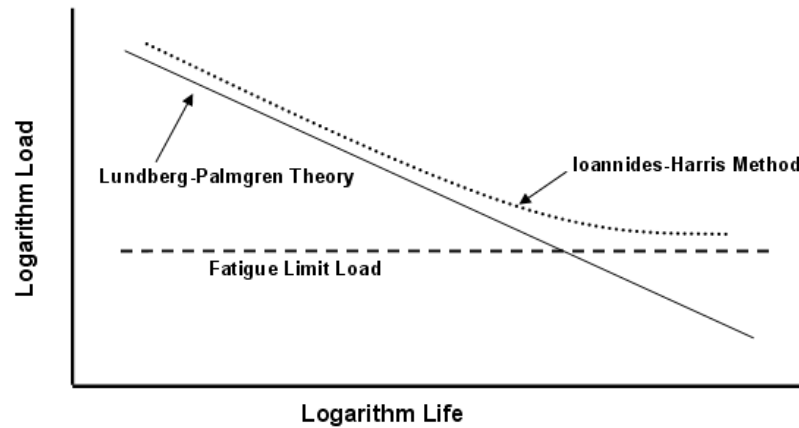 Logarithm Load
Lundberg-Palmgren Theory
Ioannides-Harris Method
Fatigue Limit Load
Logarithm Life